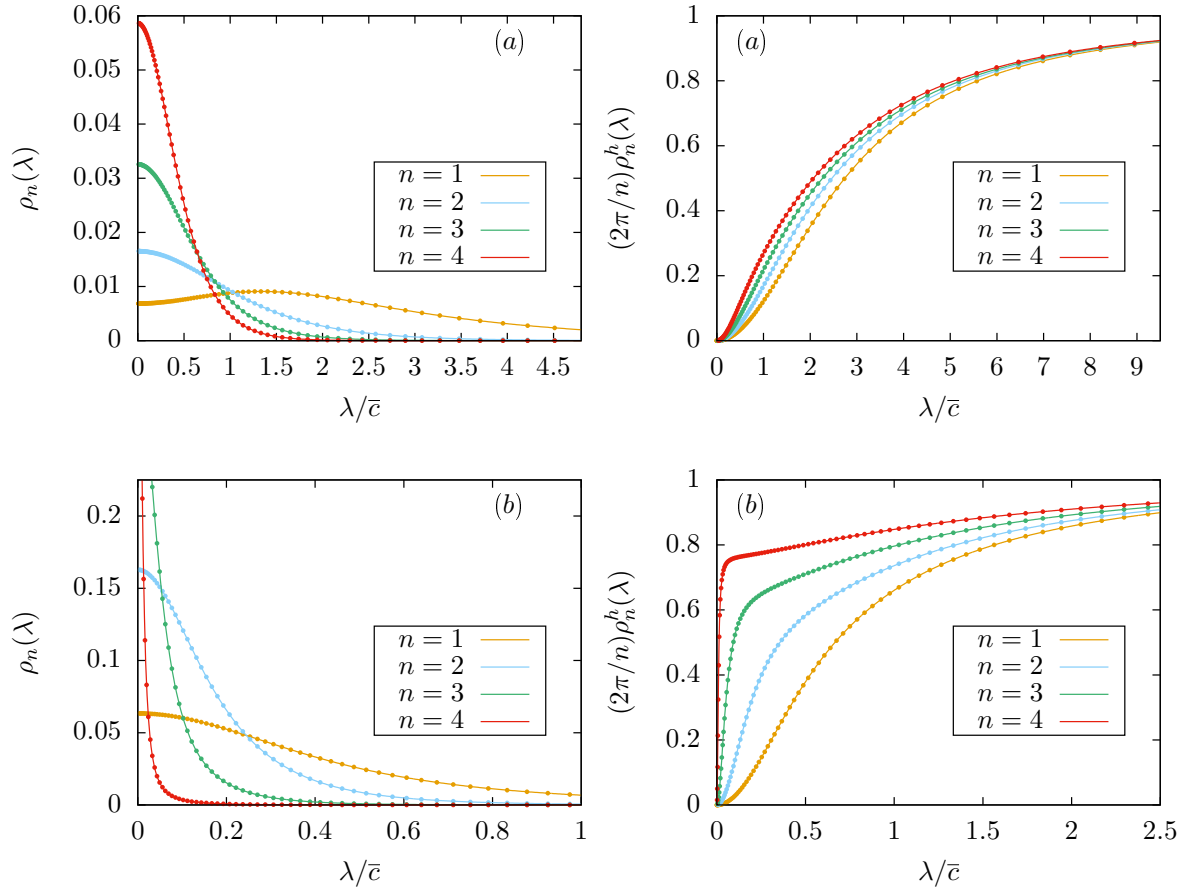 (a)
ρₙ(λ)
0.06
0.05
0.04
0.03
0.02
0.01
0
n = 1
n = 2
n = 3
n = 4
0 0.5 1 1.5 2 2.5 3 3.5 4 4.5
λ/c̄
(a)
(2π/n)ρₙʰ(λ)
1
0.8
0.6
0.4
0.2
0
n = 1
n = 2
n = 3
n = 4
0 1 2 3 4 5 6 7 8 9
λ/c̄
(b)
ρₙ(λ)
0.2
0.15
0.1
0.05
0
n = 1
n = 2
n = 3
n = 4
0 0.2 0.4 0.6 0.8 1
λ/c̄
(b)
(2π/n)ρₙʰ(λ)
1
0.8
0.6
0.4
0.2
0
n = 1
n = 2
n = 3
n = 4
0 0.5 1 1.5 2 2.5
λ/c̄